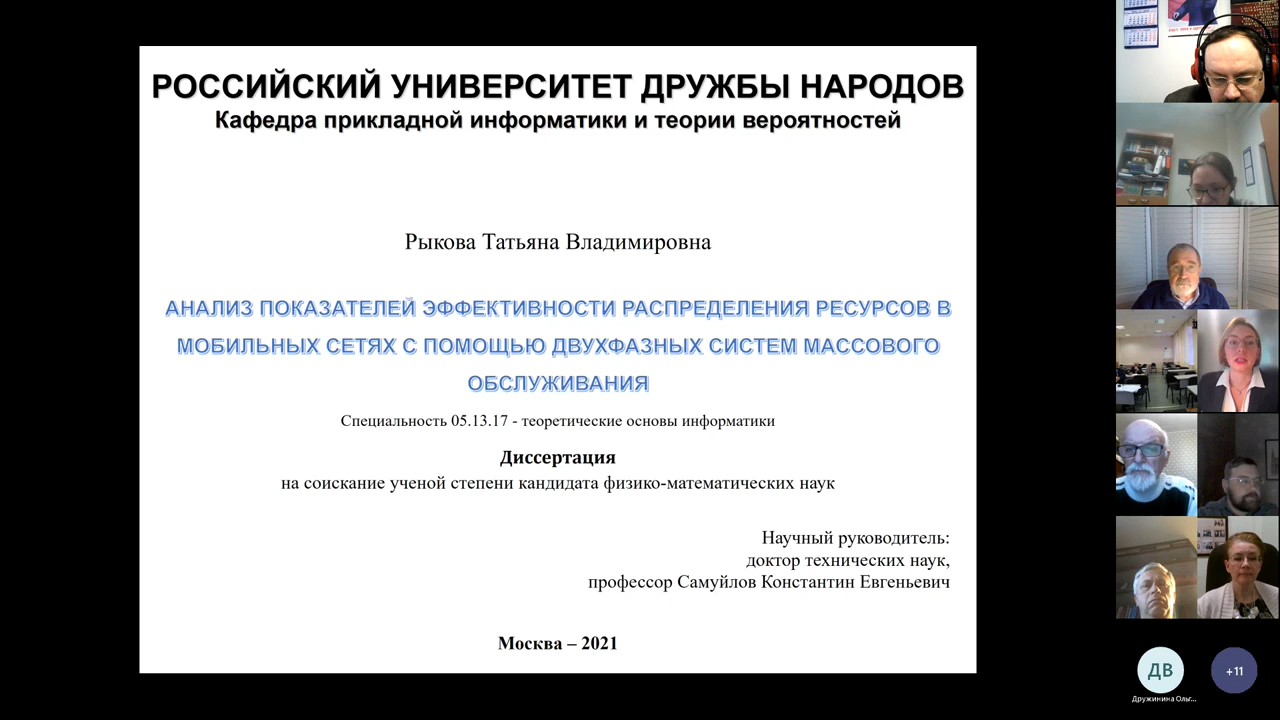 РОССИЙСКИЙ УНИВЕРСИТЕТ ДРУЖБЫ НАРОДОВ
Кафедра прикладной информатики и теории вероятностей
Рыкова Татьяна Владимировна
АНАЛИЗ ПОКАЗАТЕЛЕЙ ЭФФЕКТИВНОСТИ РАСПРЕДЕЛЕНИЯ РЕСУРСОВ В
МОБИЛЬНЫХ СЕТЯХ С ПОМОЩЬЮ ДВУХФАЗНЫХ СИСТЕМ МАССОВОГО
ОБСЛУЖИВАНИЯ
Специальность 05.13.17 - теоретические основы информатики
Диссертация
на соискание ученой степени кандидата физико-математических наук
Научный руководитель:
доктор технических наук,
профессор Самуйлов Константин Евгеньевич
Москва – 2021
ДВ
+11
Дружинина Ольг...